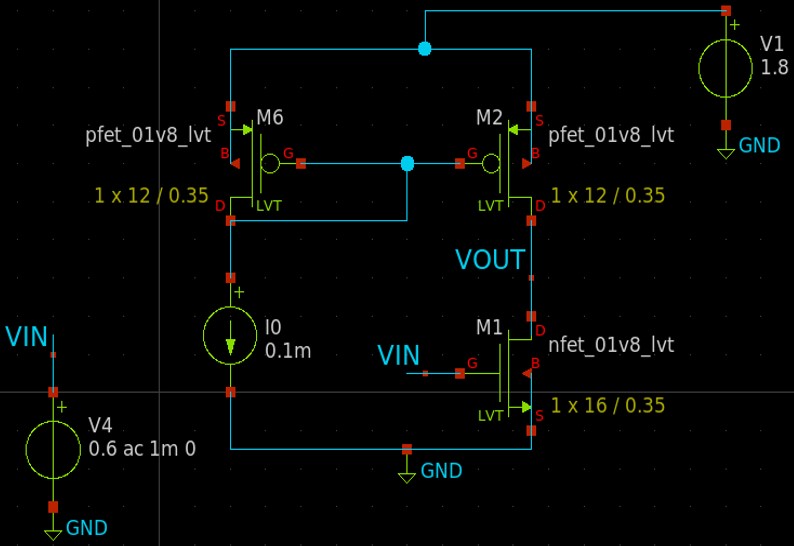 +
V1
1.8
GND
M6
S
pfet_01v8_lvt
B
G
1 x 12 / 0.35
D
LVT
M2
S
pfet_01v8_lvt
G
B
1 x 12 / 0.35
LVT
D
VOUT
+
I0
0.1m
M1
D
nfet_01v8_lvt
VIN
G
B
1 x 16 / 0.35
LVT
S
GND
VIN
+
V4
0.6 ac 1m 0
GND